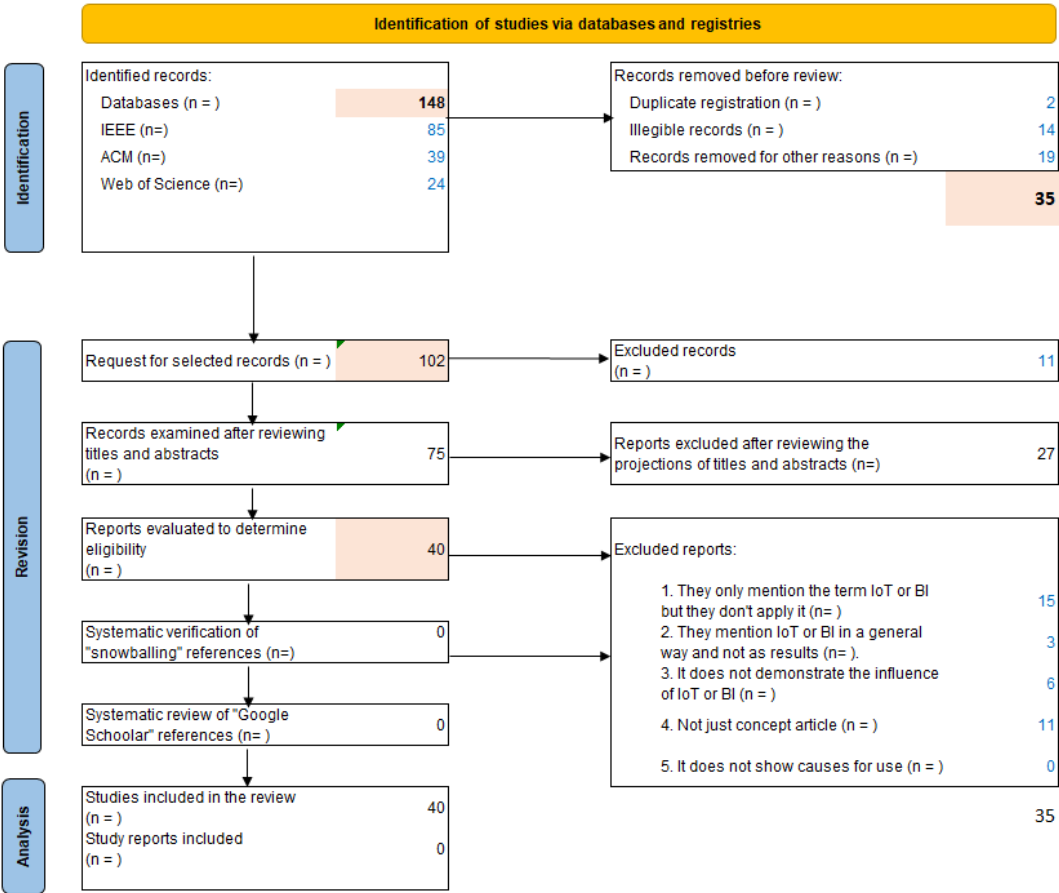 Identification of studies via databases and registries
Identification
Identified records:
Databases (n = ) 148
IEEE (n=) 85
ACM (n=) 39
Web of Science (n=) 24
Records removed before review:
Duplicate registration (n = ) 2
Illegible records (n = ) 14
Records removed for other reasons (n =) 19
35
Revision
Request for selected records (n = ) 102
Excluded records
(n = ) 11
Records examined after reviewing
titles and abstracts 75
(n = )
Reports excluded after reviewing the
projections of titles and abstracts (n=) 27
Reports evaluated to determine
eligibility 40
(n = )
Excluded reports:
1. They only mention the term IoT or BI
but they don't apply it (n= ) 15
2. They mention IoT or BI in a general
way and not as results (n= ). 3
3. It does not demonstrate the influence
of IoT or BI (n = ) 6
4. Not just concept article (n = ) 11
5. It does not show causes for use (n = ) 0
35
Systematic verification of 0
"snowballing" references (n=)
Systematic review of "Google
Schoolar" references (n= ) 0
Analysis
Studies included in the review
(n = ) 40
Study reports included
(n = ) 0